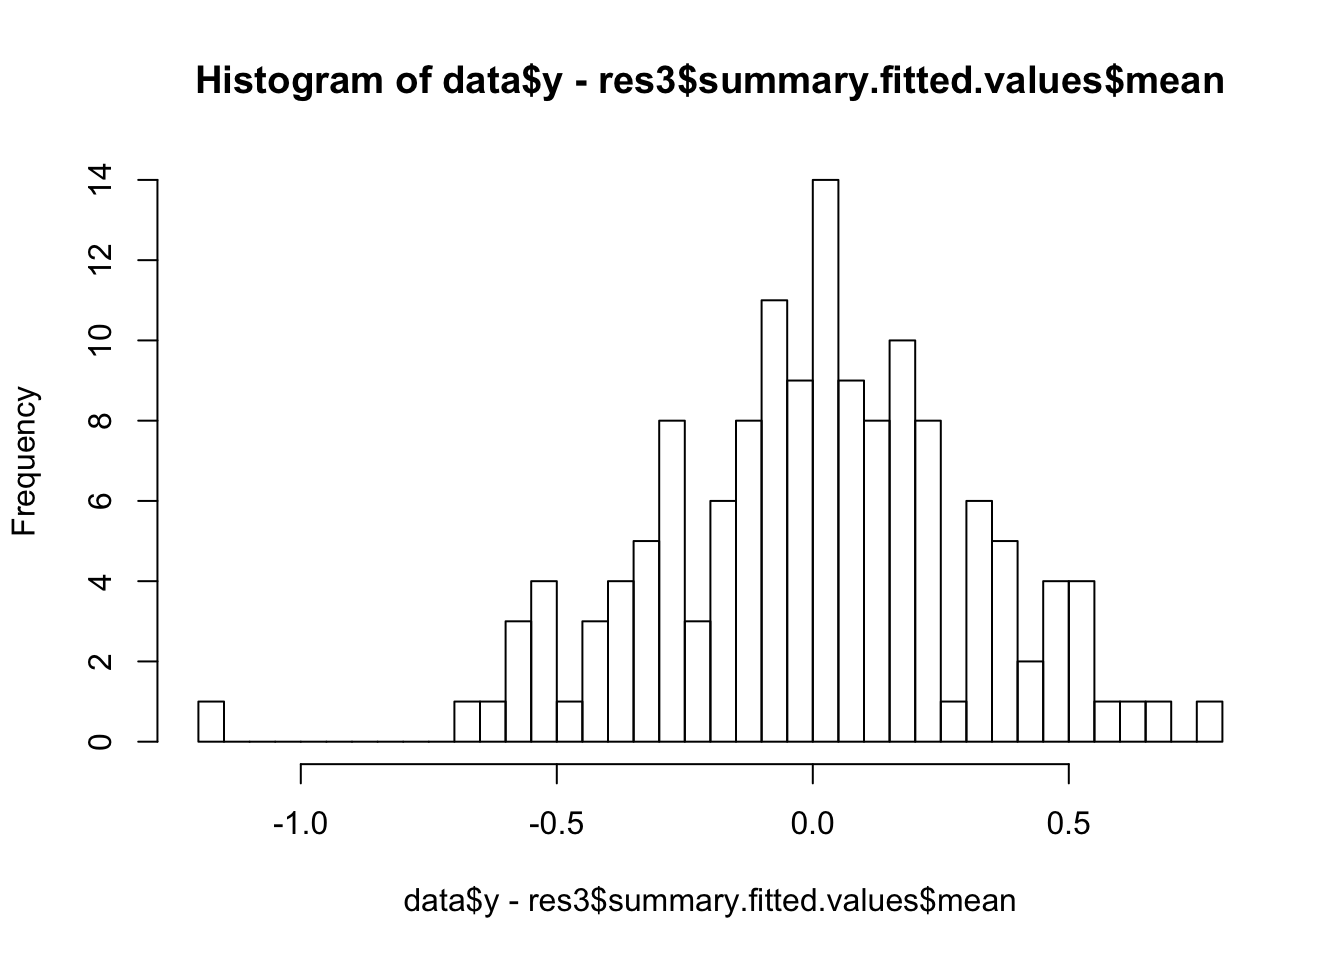 Histogram of data$y - res3$summary.fitted.values$mean
14
12
10
8
6
4
2
0
Frequency
-1.0 -0.5 0.0 0.5
data$y - res3$summary.fitted.values$mean